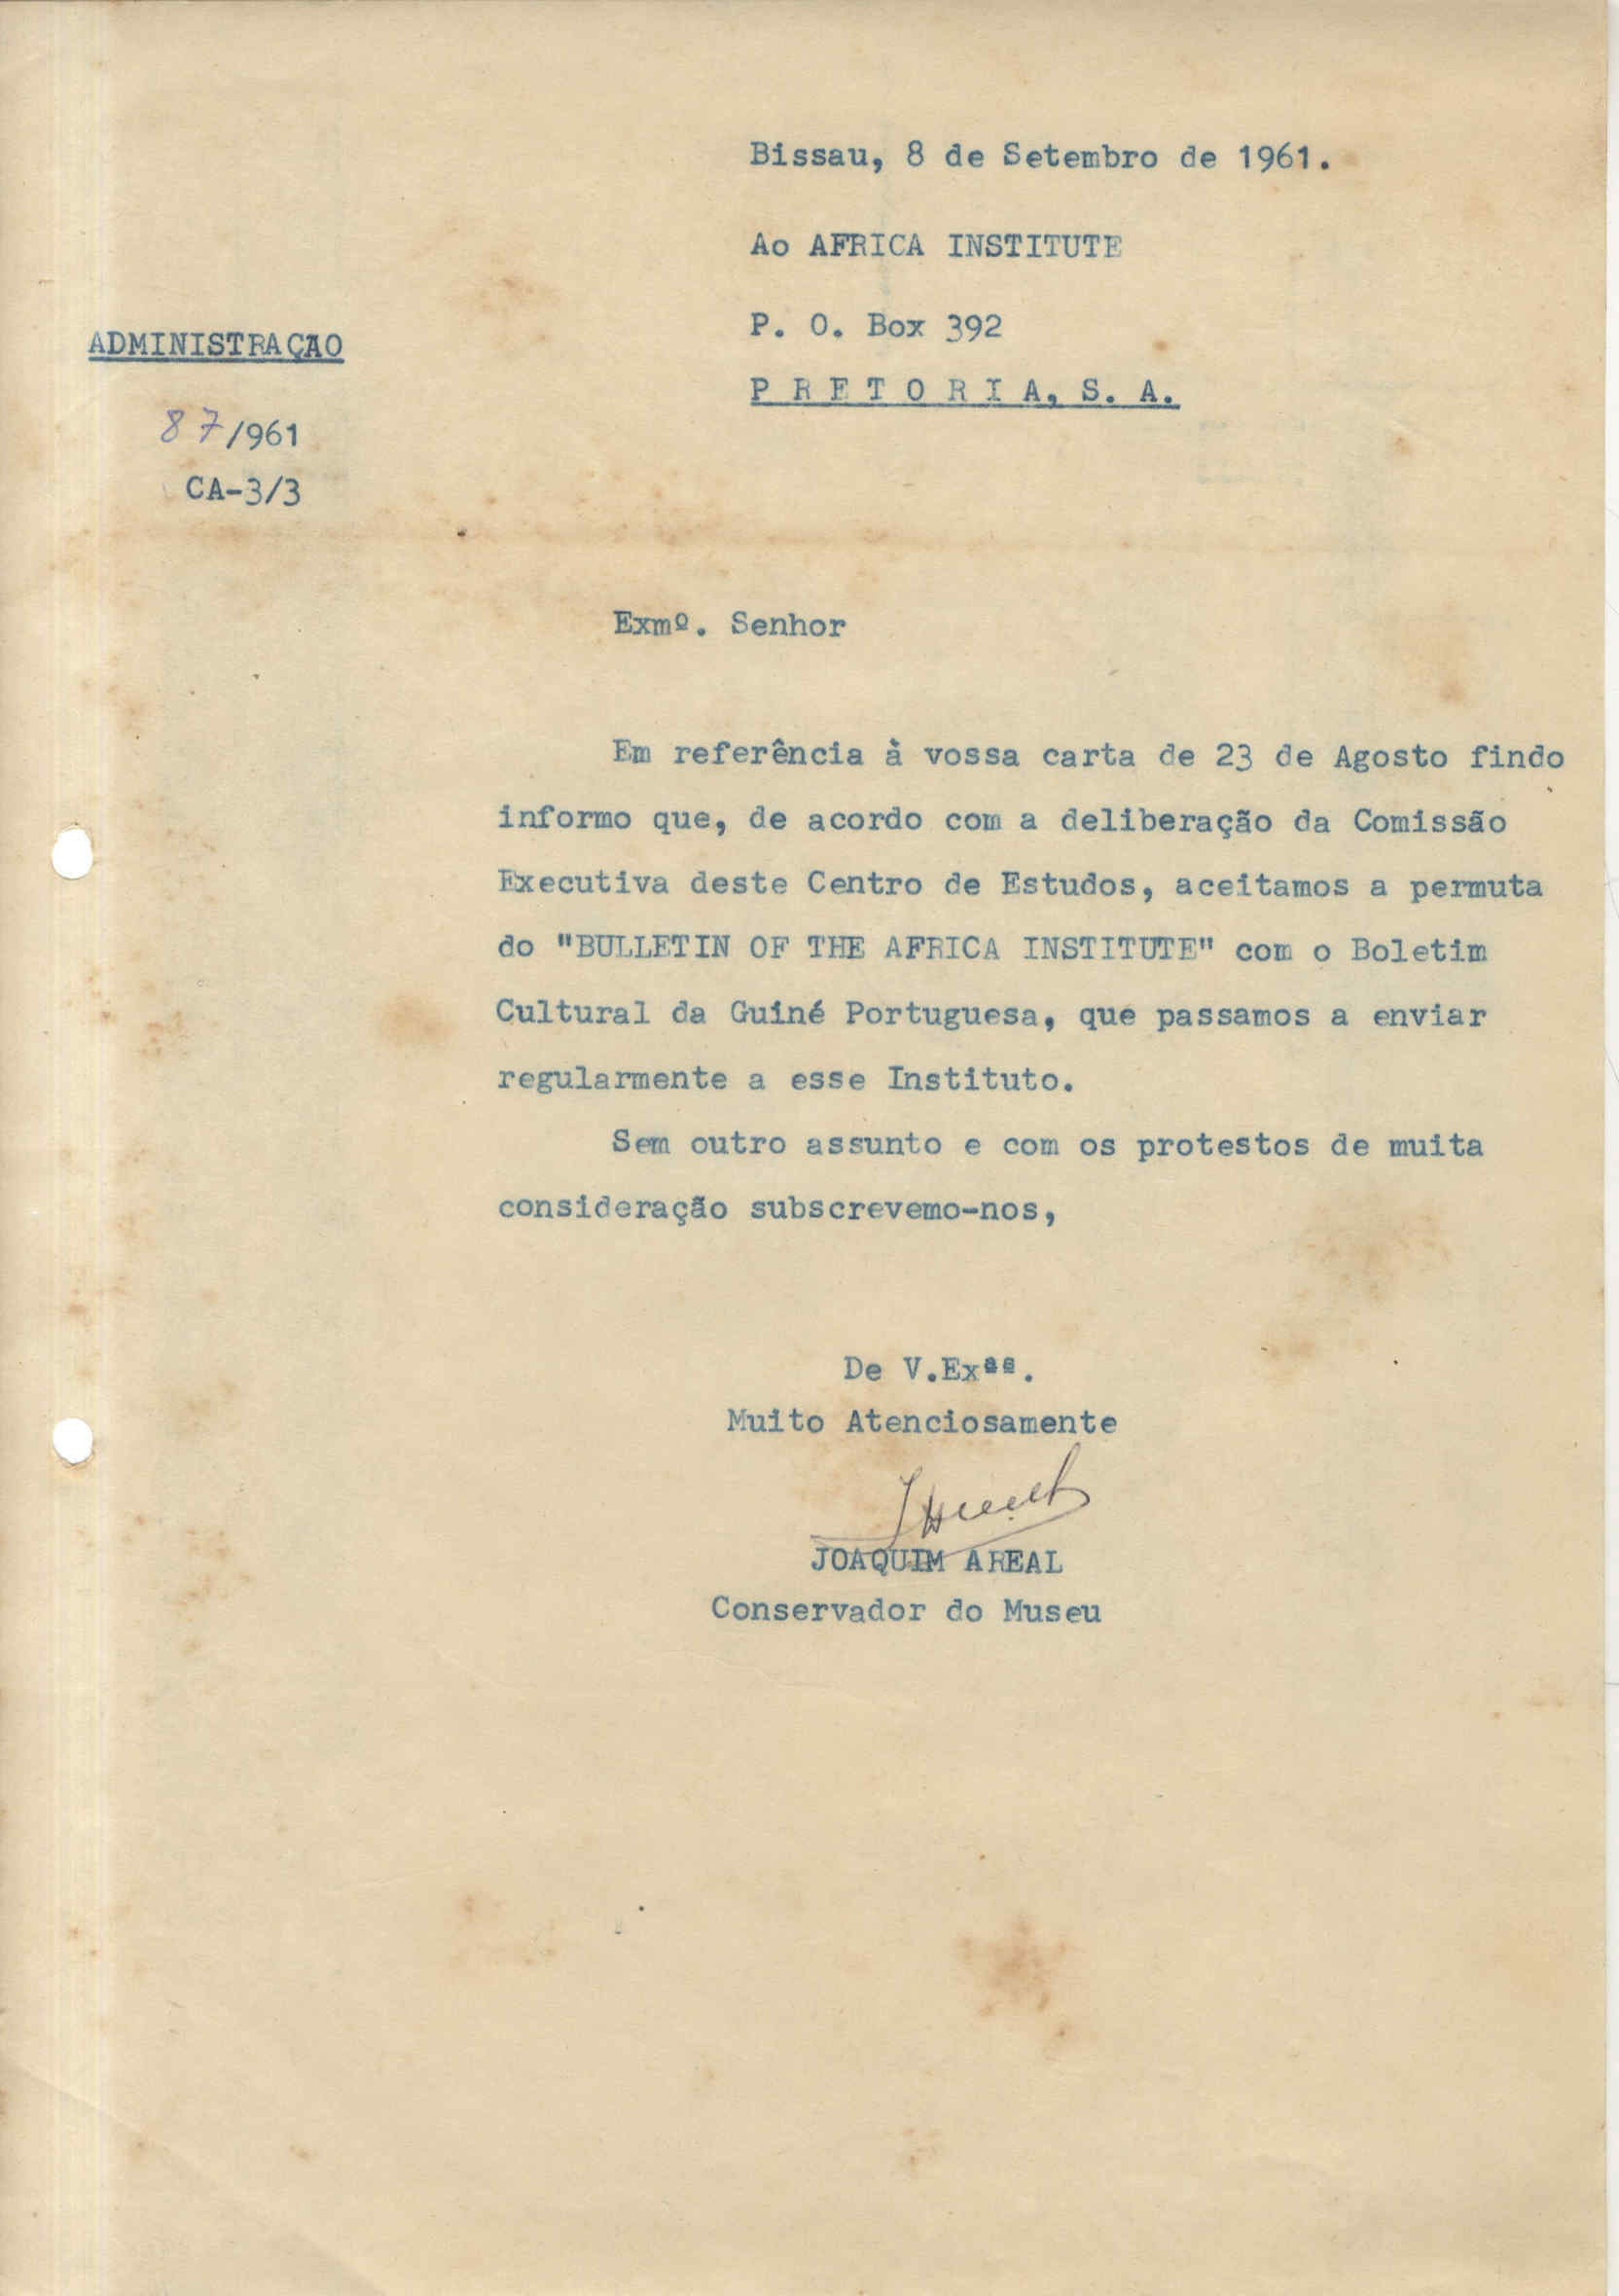 Bissau, 8 de Setembro de 1961.
Ao AFRICA INSTITUTE
P. O. Box 392
P R E T O R I A, S. A.
ADMINISTRAÇAO
87/961
CA-3/3
Exmº. Senhor
Em referência à vossa carta de 23 de Agosto findo
informo que, de acordo com a deliberação da Comissão
Executiva deste Centro de Estudos, aceitamos a permuta
do "BULLETIN OF THE AFRICA INSTITUTE" com o Boletim
Cultural da Guiné Portuguesa, que passamos a enviar
regularmente a esse Instituto.
Sem outro assunto e com os protestos de muita
consideração subscrevemo-nos,
De V.Exªs.
Muito Atenciosamente
JOAQUIM AREAL
Conservador do Museu